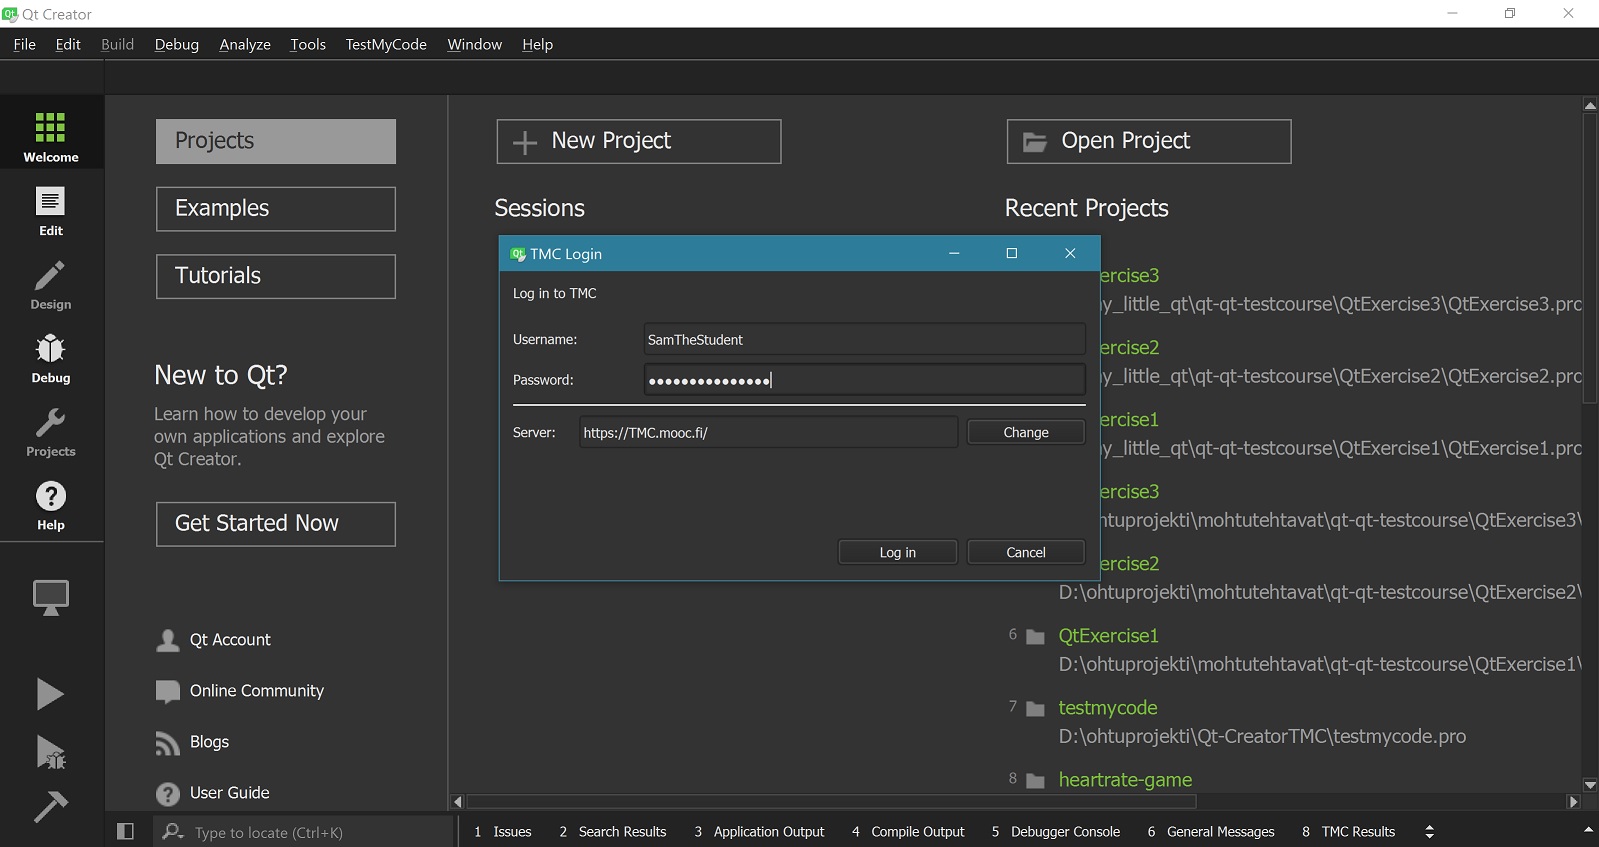 Qt Creator
File Edit Build Debug Analyze Tools TestMyCode Window Help
Welcome
Edit
Design
Debug
Projects
Help
Projects
Examples
Tutorials
New to Qt?
Learn how to develop your
own applications and explore
Qt Creator.
Get Started Now
Qt Account
Online Community
Blogs
User Guide
New Project
Open Project
Sessions
Recent Projects
TMC Login
Log in to TMC
Username: SamTheStudent
Password: ●●●●●●●●●●●●●●●
Server: https://TMC.mooc.fi/ Change
Log in Cancel
ercise3
y_little_qt\qt-qt-testcourse\QtExercise3\QtExercise3.pro
ercise2
y_little_qt\qt-qt-testcourse\QtExercise2\QtExercise2.pro
ercise1
y_little_qt\qt-qt-testcourse\QtExercise1\QtExercise1.pro
ercise3
htuprojekti\mohtutehtavat\qt-qt-testcourse\QtExercise3\
ercise2
D:\ohtuprojekti\mohtutehtavat\qt-qt-testcourse\QtExercise2\
6 QtExercise1
D:\ohtuprojekti\mohtutehtavat\qt-qt-testcourse\QtExercise1\
7 testmycode
D:\ohtuprojekti\Qt-CreatorTMC\testmycode.pro
8 heartrate-game
Type to locate (Ctrl+K)
1 Issues 2 Search Results 3 Application Output 4 Compile Output 5 Debugger Console 6 General Messages 8 TMC Results